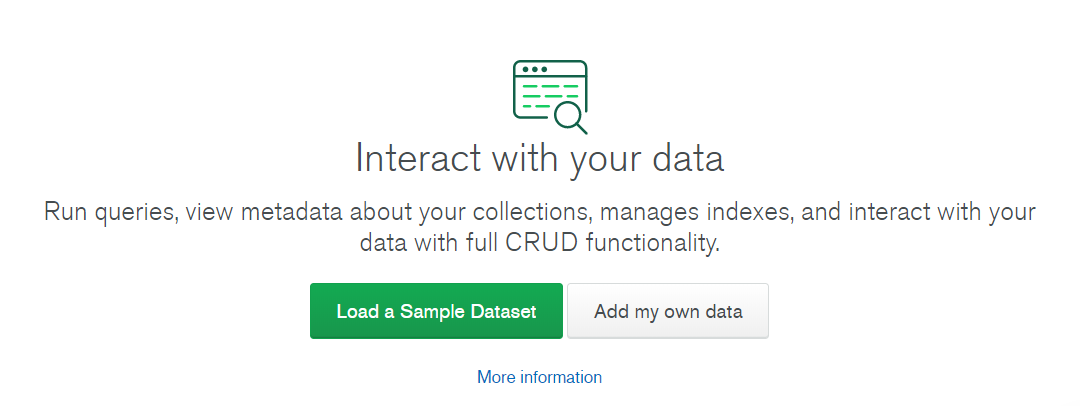 Interact with your data
Run queries, view metadata about your collections, manages indexes, and interact with your
data with full CRUD functionality.
Load a Sample Dataset
Add my own data
More information